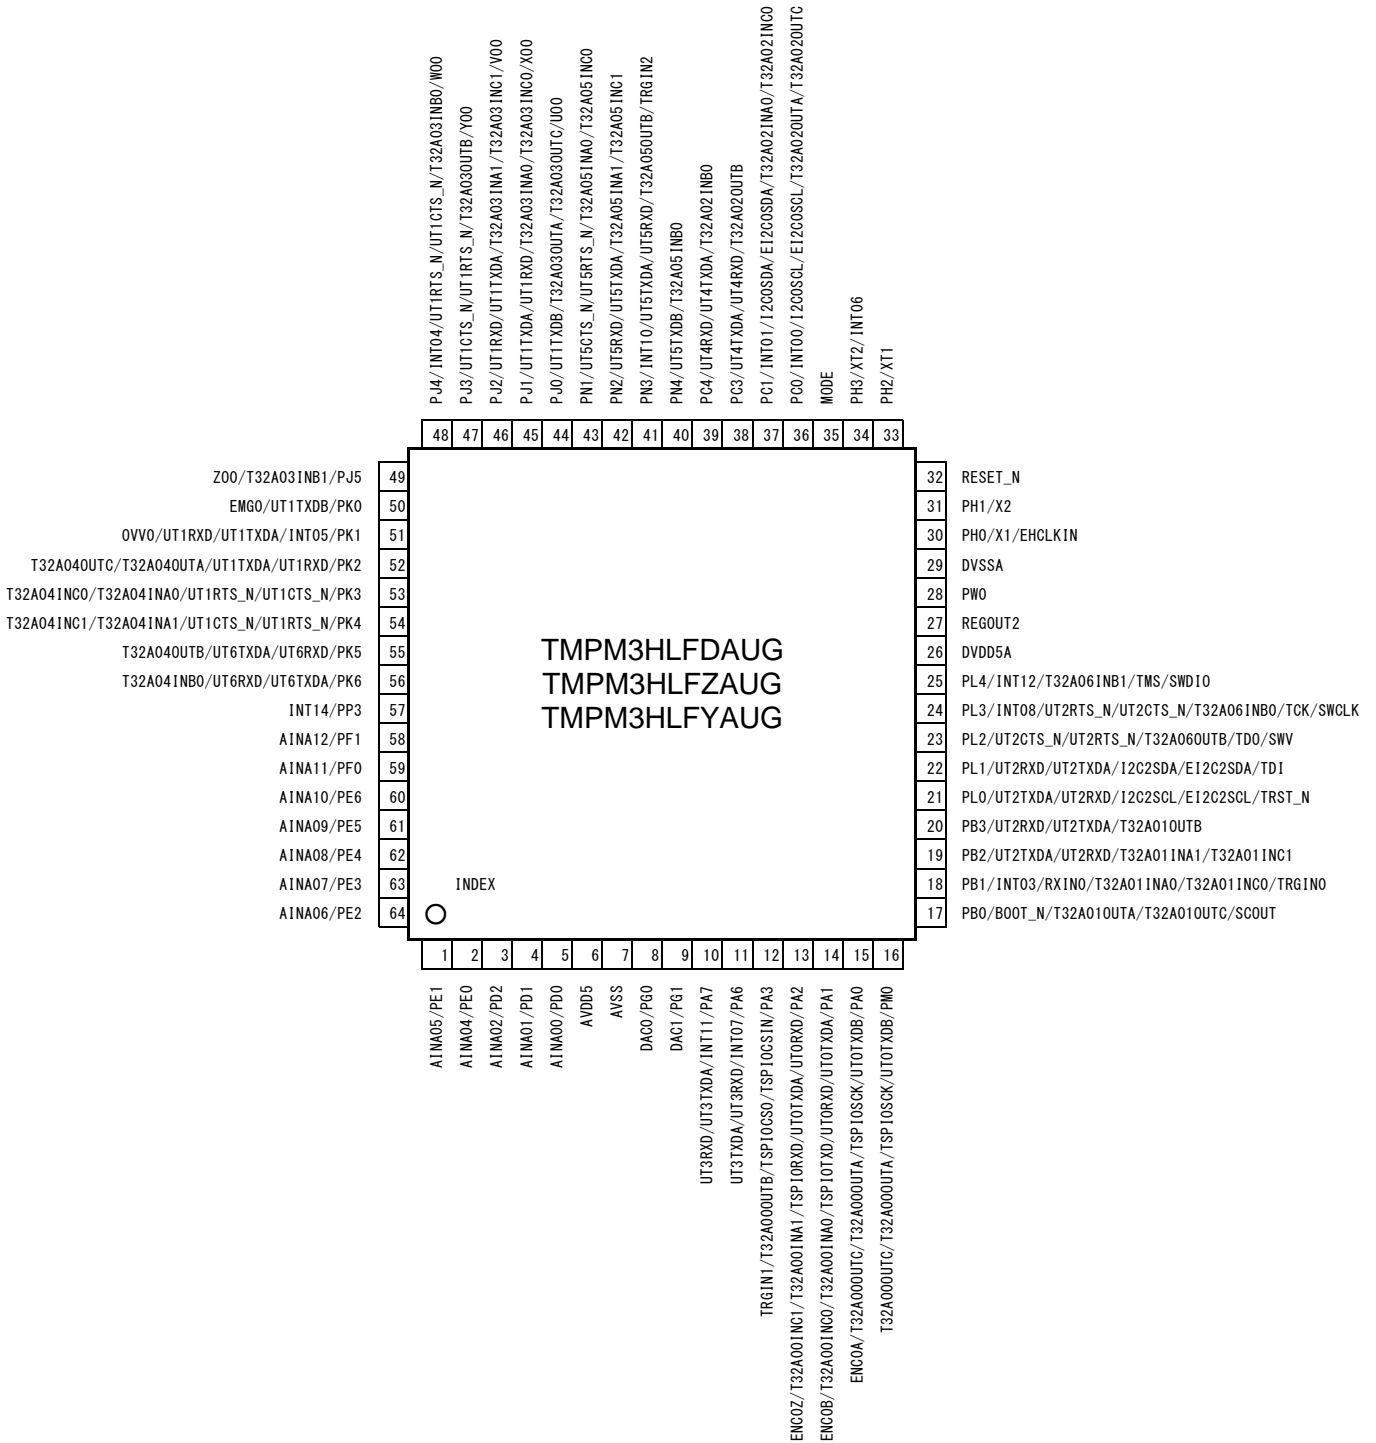 PJ4/INT04/UT1RTS_N/UT1CTS_N/T32A03INB0/WO0
PJ3/UT1CTS_N/UT1RTS_N/T32A03OUTB/YO0
PJ2/UT1RXD/UT1TXDA/T32A03INA1/T32A03INC1/VO0
PJ1/UT1TXDA/UT1RXD/T32A03INA0/T32A03INC0/XO0
PJ0/UT1TXDB/T32A03OUTA/T32A03OUTC/UO0
PN1/UT5CTS_N/UT5RTS_N/T32A05INA0/T32A05INC0
PN2/UT5RXD/UT5TXDA/T32A05INA1/T32A05INC1
PN3/INT10/UT5TXDA/UT5RXD/T32A05OUTB/TRGIN2
PN4/UT5TXDB/T32A05INB0
PC4/UT4RXD/UT4TXDA/T32A02INB0
PC3/UT4TXDA/UT4RXD/T32A02OUTB
PC1/INT01/I2C0SDA/EI2C0SDA/T32A02INA0/T32A02INC0
PC0/INT00/I2C0SCL/EI2C0SCL/T32A02OUTA/T32A02OUTC
MODE
PH3/XT2/INT06
PH2/XT1
48 47 46 45 44 43 42 41 40 39 38 37 36 35 34 33
ZO0/T32A03INB1/PJ5 49
EMG0/UT1TXDB/PK0 50
OVV0/UT1RXD/UT1TXDA/INT05/PK1 51
T32A04OUTC/T32A04OUTA/UT1TXDA/UT1RXD/PK2 52
T32A04INC0/T32A04INA0/UT1RTS_N/UT1CTS_N/PK3 53
T32A04INC1/T32A04INA1/UT1CTS_N/UT1RTS_N/PK4 54
T32A04OUTB/UT6TXDA/UT6RXD/PK5 55
T32A04INB0/UT6RXD/UT6TXDA/PK6 56
INT14/PP3 57
AINA12/PF1 58
AINA11/PF0 59
AINA10/PE6 60
AINA09/PE5 61
AINA08/PE4 62
AINA07/PE3 63
AINA06/PE2 64
TMPM3HLFDAUG
TMPM3HLFZAUG
TMPM3HLFYAUG
INDEX
32 RESET_N
31 PH1/X2
30 PH0/X1/EHCLKIN
29 DVSSA
28 PW0
27 REGOUT2
26 DVDD5A
25 PL4/INT12/T32A06INB1/TMS/SWDIO
24 PL3/INT08/UT2RTS_N/UT2CTS_N/T32A06INB0/TCK/SWCLK
23 PL2/UT2CTS_N/UT2RTS_N/T32A06OUTB/TDO/SWV
22 PL1/UT2RXD/UT2TXDA/I2C2SDA/EI2C2SDA/TDI
21 PL0/UT2TXDA/UT2RXD/I2C2SCL/EI2C2SCL/TRST_N
20 PB3/UT2RXD/UT2TXDA/T32A01OUTB
19 PB2/UT2TXDA/UT2RXD/T32A01INA1/T32A01INC1
18 PB1/INT03/RXIN0/T32A01INA0/T32A01INC0/TRGIN0
17 PB0/BOOT_N/T32A01OUTA/T32A01OUTC/SCOUT
1 2 3 4 5 6 7 8 9 10 11 12 13 14 15 16
AINA05/PE1
AINA04/PE0
AINA02/PD2
AINA01/PD1
AINA00/PD0
AVDD5
AVSS
DAC0/PG0
DAC1/PG1
UT3RXD/UT3TXDA/INT11/PA7
UT3TXDA/UT3RXD/INT07/PA6
TRGIN1/T32A00OUTB/TSPI0CS0/TSPI0CSIN/PA3
ENC0Z/T32A00INC1/T32A00INA1/TSPI0RXD/UT0TXDA/UT0RXD/PA2
ENC0B/T32A00INC0/T32A00INA0/TSPI0TXD/UT0RXD/UT0TXDA/PA1
ENC0A/T32A00OUTC/T32A00OUTA/TSPI0SCK/UT0TXDB/PA0
T32A00OUTC/T32A00OUTA/TSPI0SCK/UT0TXDB/PM0